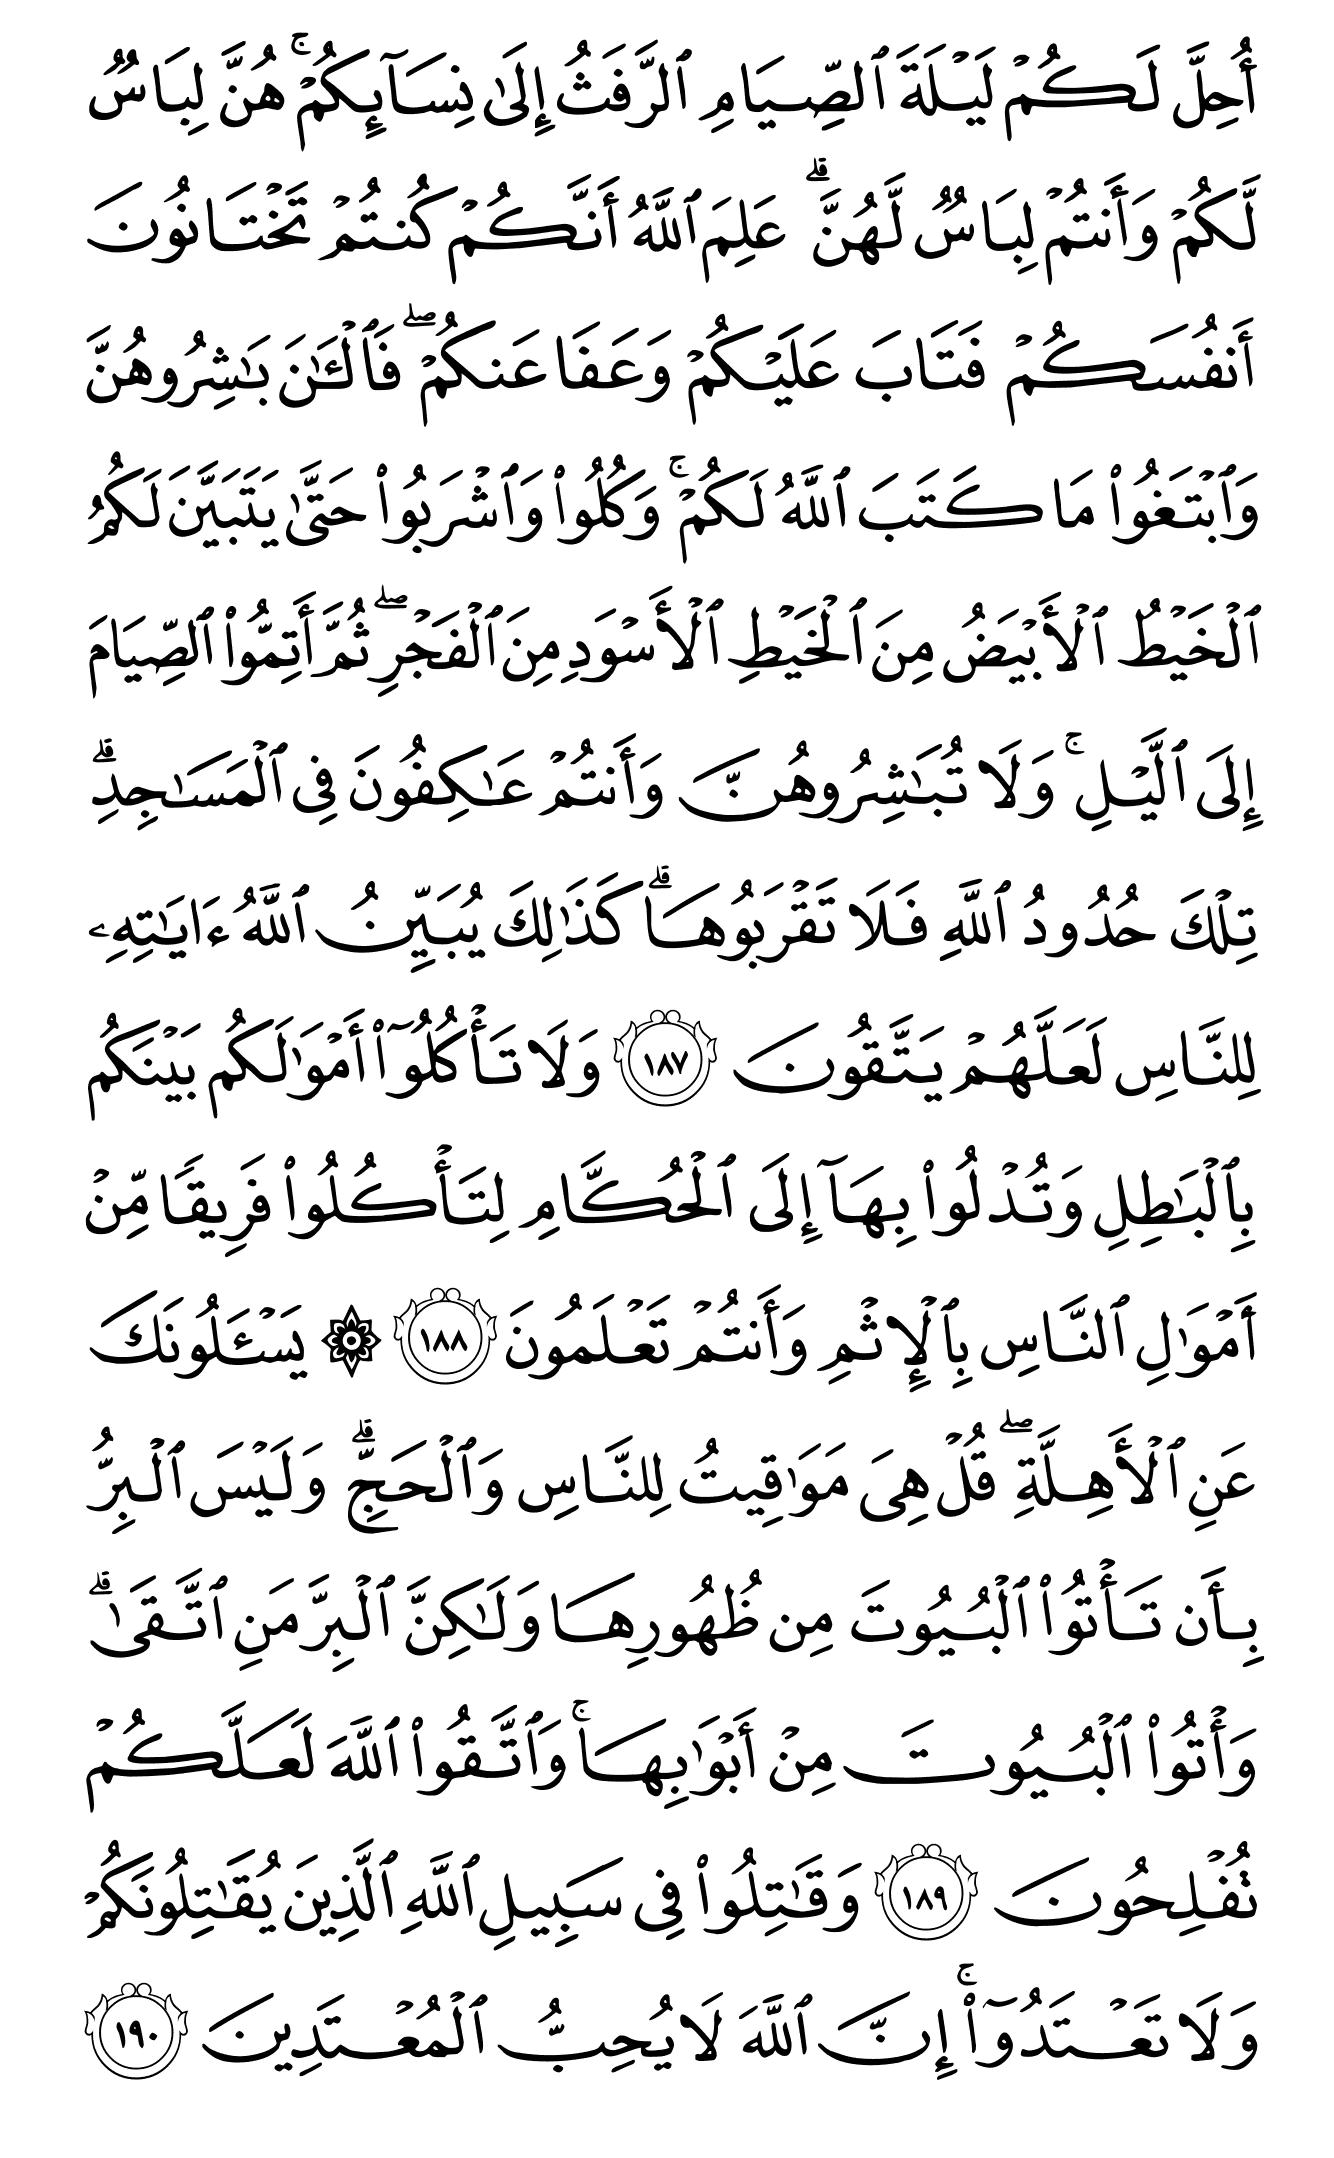 أُحِلَّ لَكُمۡ لَيۡلَةَ ٱلصِّيَامِ ٱلرَّفَثُ إِلَىٰ نِسَآئِكُمۡۚ هُنَّ لِبَاسٞ
لَّكُمۡ وَأَنتُمۡ لِبَاسٞ لَّهُنَّۗ عَلِمَ ٱللَّهُ أَنَّكُمۡ كُنتُمۡ تَخۡتَانُونَ
أَنفُسَكُمۡ فَتَابَ عَلَيۡكُمۡ وَعَفَا عَنكُمۡۖ فَٱلۡـَٰٔنَ بَٰشِرُوهُنَّ
وَٱبۡتَغُواْ مَا كَتَبَ ٱللَّهُ لَكُمۡۚ وَكُلُواْ وَٱشۡرَبُواْ حَتَّىٰ يَتَبَيَّنَ لَكُمُ
ٱلۡخَيۡطُ ٱلۡأَبۡيَضُ مِنَ ٱلۡخَيۡطِ ٱلۡأَسۡوَدِ مِنَ ٱلۡفَجۡرِۖ ثُمَّ أَتِمُّواْ ٱلصِّيَامَ
إِلَى ٱلَّيۡلِۚ وَلَا تُبَٰشِرُوهُنَّ وَأَنتُمۡ عَٰكِفُونَ فِي ٱلۡمَسَٰجِدِۗ
تِلۡكَ حُدُودُ ٱللَّهِ فَلَا تَقۡرَبُوهَاۗ كَذَٰلِكَ يُبَيِّنُ ٱللَّهُ ءَايَٰتِهِۦ
لِلنَّاسِ لَعَلَّهُمۡ يَتَّقُونَ ١٨٧ وَلَا تَأۡكُلُوٓاْ أَمۡوَٰلَكُم بَيۡنَكُم
بِٱلۡبَٰطِلِ وَتُدۡلُواْ بِهَآ إِلَى ٱلۡحُكَّامِ لِتَأۡكُلُواْ فَرِيقٗا مِّنۡ
أَمۡوَٰلِ ٱلنَّاسِ بِٱلۡإِثۡمِ وَأَنتُمۡ تَعۡلَمُونَ ١٨٨ ۞ يَسۡـَٔلُونَكَ
عَنِ ٱلۡأَهِلَّةِۖ قُلۡ هِيَ مَوَٰقِيتُ لِلنَّاسِ وَٱلۡحَجِّۗ وَلَيۡسَ ٱلۡبِرُّ
بِأَن تَأۡتُواْ ٱلۡبُيُوتَ مِن ظُهُورِهَا وَلَٰكِنَّ ٱلۡبِرَّ مَنِ ٱتَّقَىٰۗ
وَأۡتُواْ ٱلۡبُيُوتَ مِنۡ أَبۡوَٰبِهَاۚ وَٱتَّقُواْ ٱللَّهَ لَعَلَّكُمۡ
تُفۡلِحُونَ ١٨٩ وَقَٰتِلُواْ فِي سَبِيلِ ٱللَّهِ ٱلَّذِينَ يُقَٰتِلُونَكُمۡ
وَلَا تَعۡتَدُوٓاْۚ إِنَّ ٱللَّهَ لَا يُحِبُّ ٱلۡمُعۡتَدِينَ ١٩٠